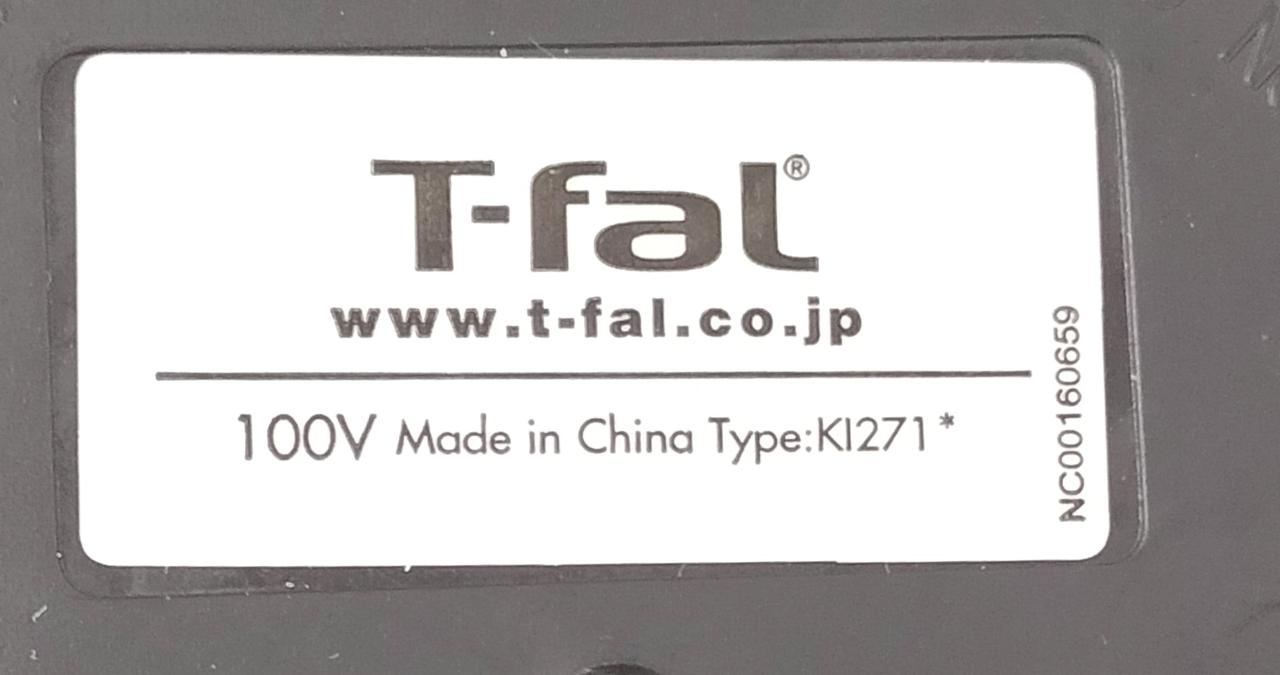 T-fal®
www.t-fal.co.jp
100V Made in China Type:KI271*
NC00160659